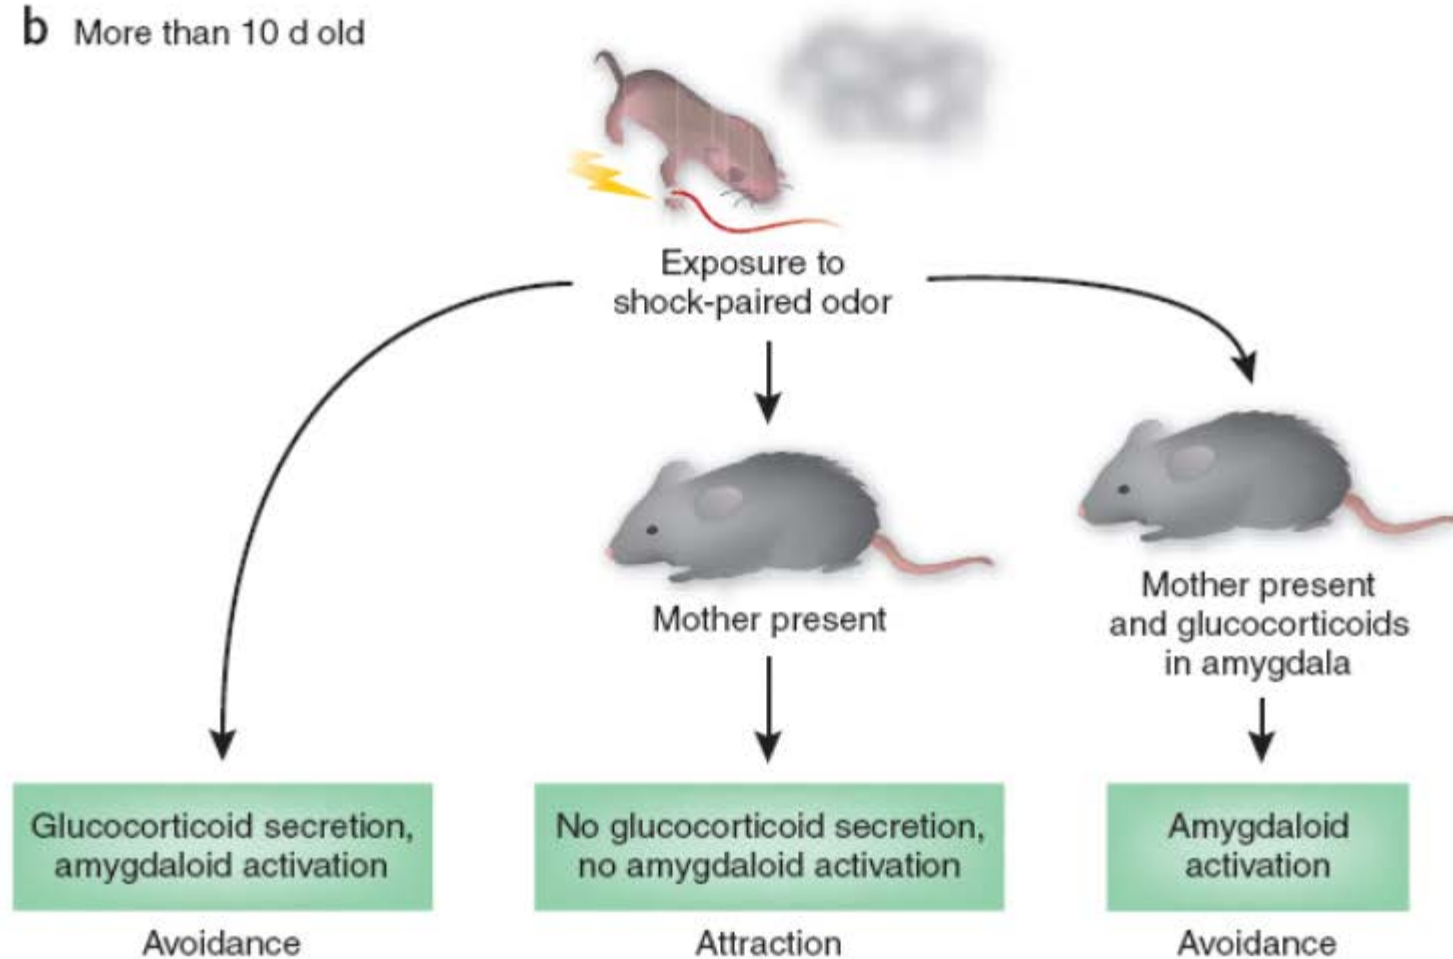 b More than 10 d old
Exposure to
shock-paired odor
Mother present
Mother present
and glucocorticoids
in amygdala
Glucocorticoid secretion,
amygdaloid activation
Avoidance
No glucocorticoid secretion,
no amygdaloid activation
Attraction
Amygdaloid
activation
Avoidance